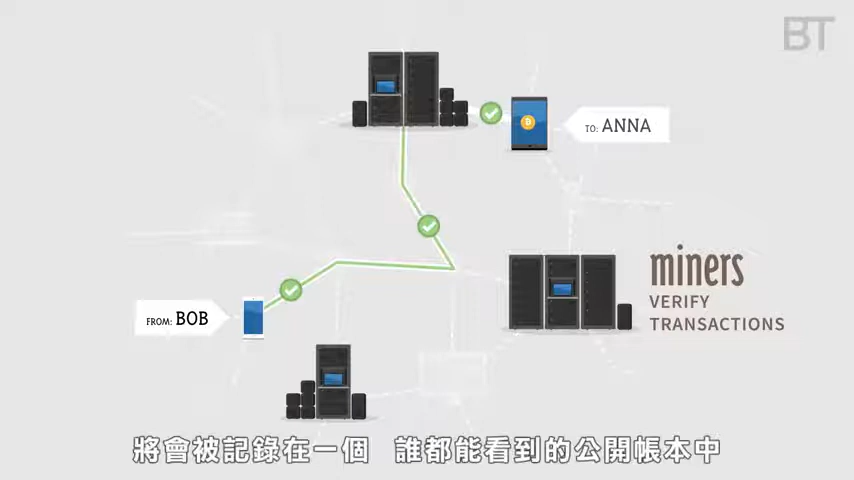 BT
TO: ANNA
miners
VERIFY
TRANSACTIONS
FROM: BOB
將會被記錄在一個 誰都能看到的公開帳本中